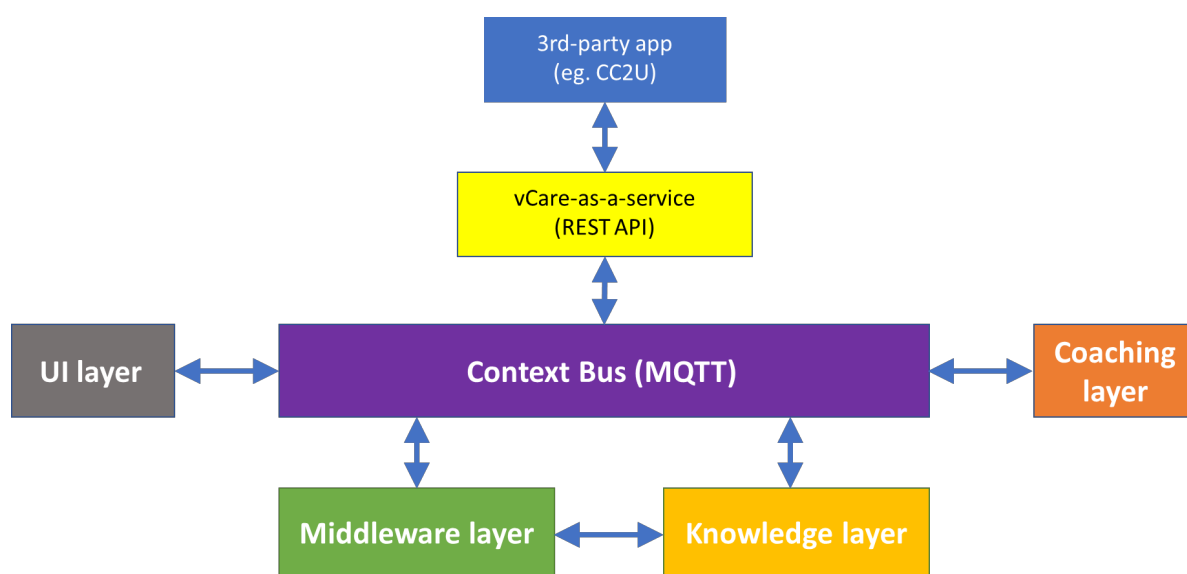 3rd-party app
(eg. CC2U)
vCare-as-a-service
(REST API)
UI layer
Context Bus (MQTT)
Coaching
layer
Middleware layer
Knowledge layer